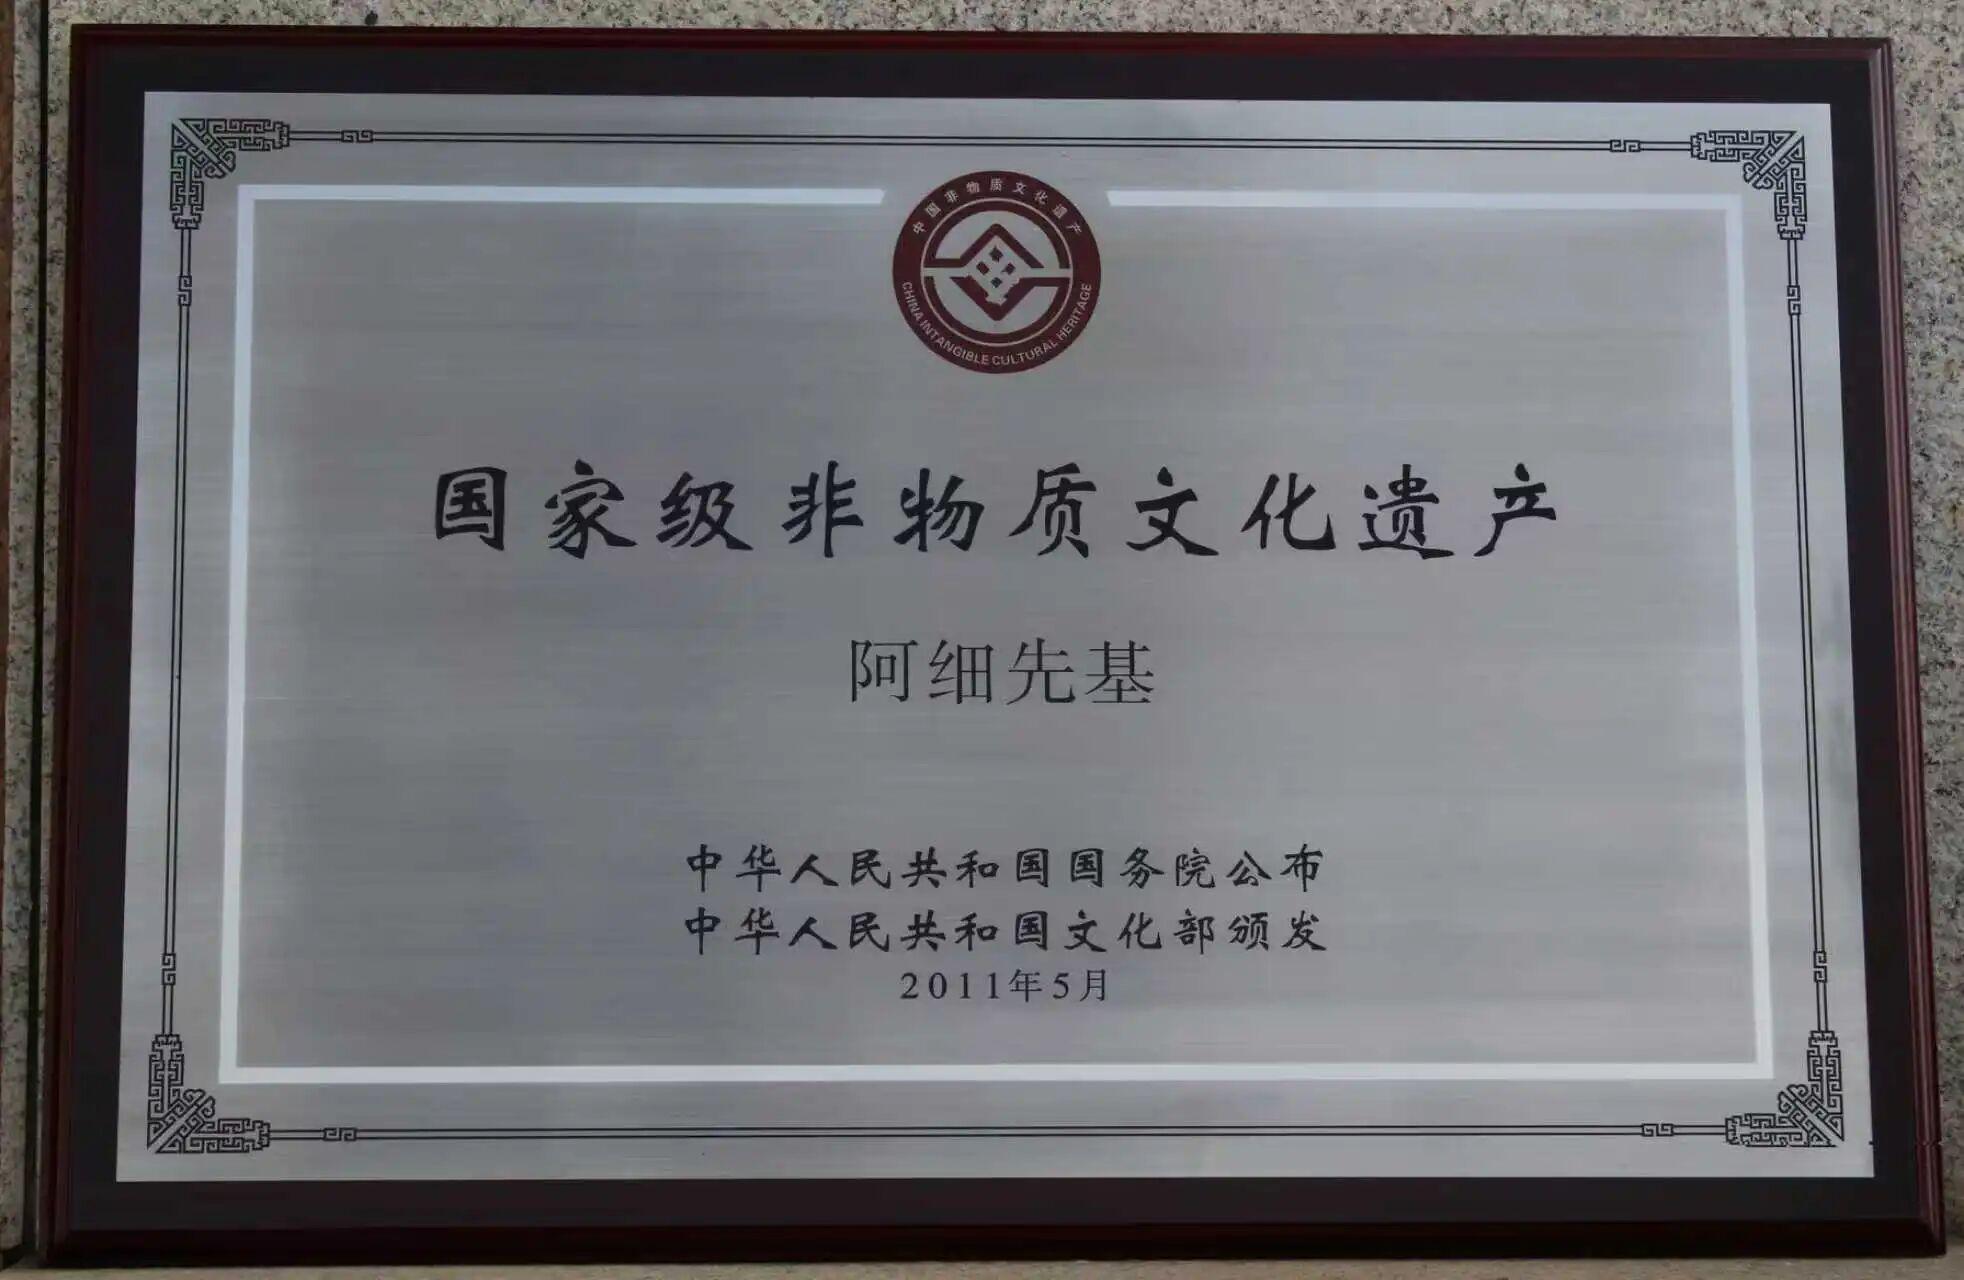 中国非物质文化遗产
CHINA INTANGIBLE CULTURAL HERITAGE
国家级非物质文化遗产
阿细先基
中华人民共和国国务院公布
中华人民共和国文化部颁发
2011年5月